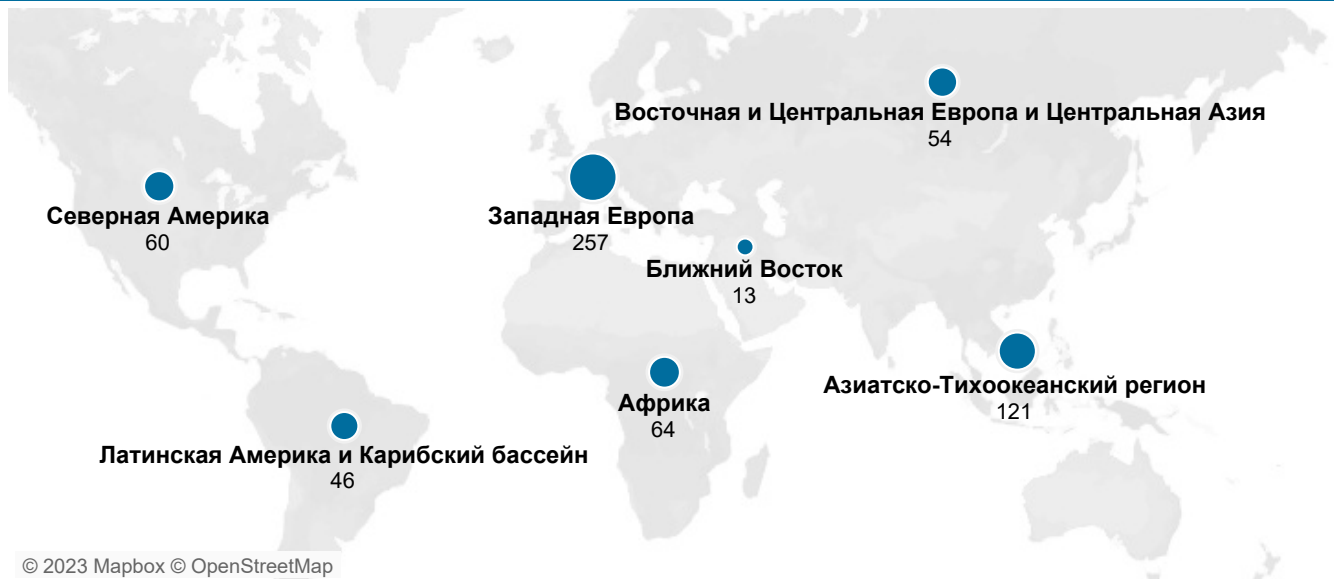 Восточная и Центральная Европа и Центральная Азия
54
Северная Америка
60
Западная Европа
257
Ближний Восток
13
Азиатско-Тихоокеанский регион
121
Африка
64
Латинская Америка и Карибский бассейн
46
© 2023 Mapbox © OpenStreetMap